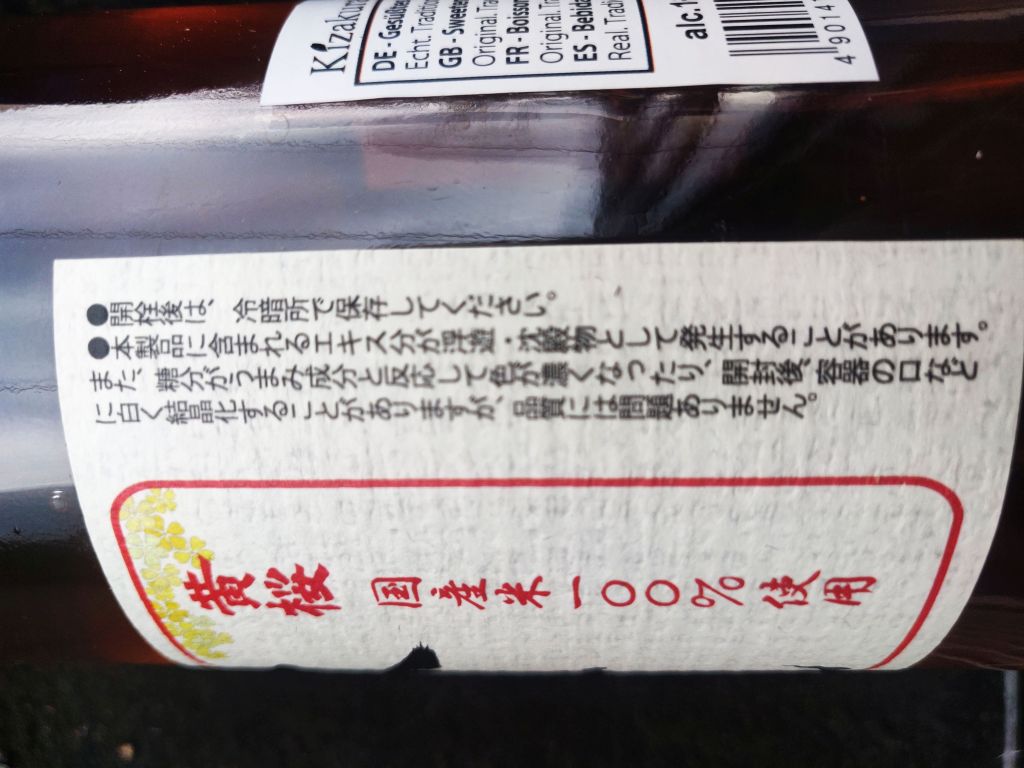 Kizakura
DE - Gesüßte
Echt. Traditio
GB - Sweete
Original. Tra
FR - Boisson
Original. Tra
ES - Bebida
Real. Tradi
alc.1
4 9014
●開栓後は、冷暗所で保存してください。
●本製品に含まれるエキス分が浮遊・沈澱物として発生することがあります。
また、糖分がうまみ成分と反応して色が濃くなったり、開封後、容器の口など
に白く結晶化することがありますが、品質には問題ありません。
黄桜
国産米一〇〇%使用